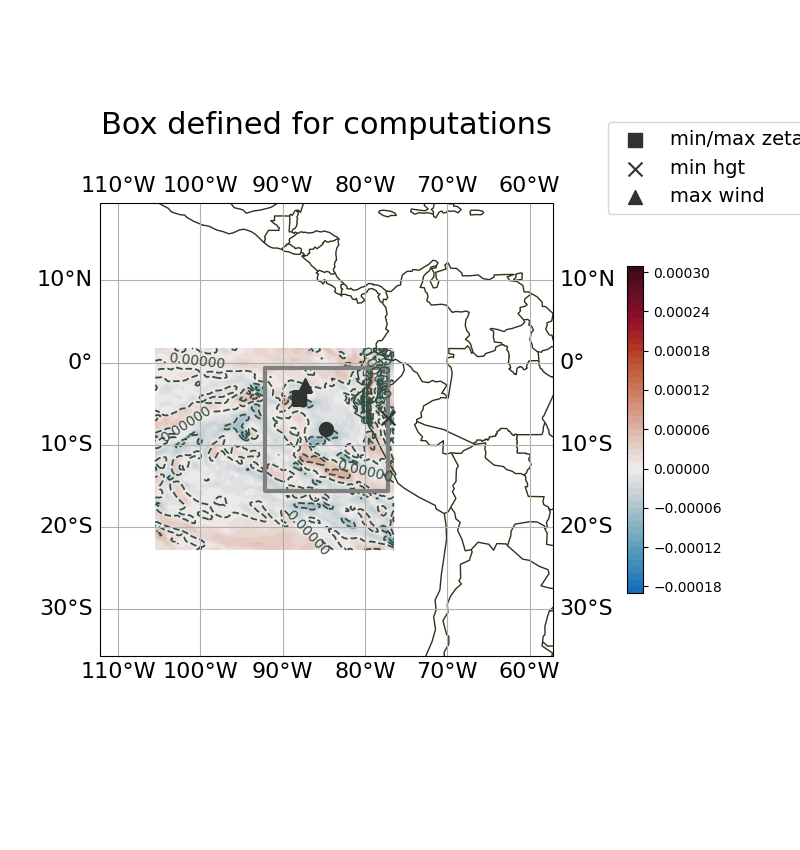 Box defined for computations
min/max zeta
min hgt
max wind
110°W 100°W 90°W 80°W 70°W 60°W
10°N 10°N
0° 0°
10°S 10°S
20°S 20°S
30°S 30°S
110°W 100°W 90°W 80°W 70°W 60°W
0.00000
0.00000
0.00000
0.00000
0.00030
0.00024
0.00018
0.00012
0.00006
0.00000
−0.00006
−0.00012
−0.00018